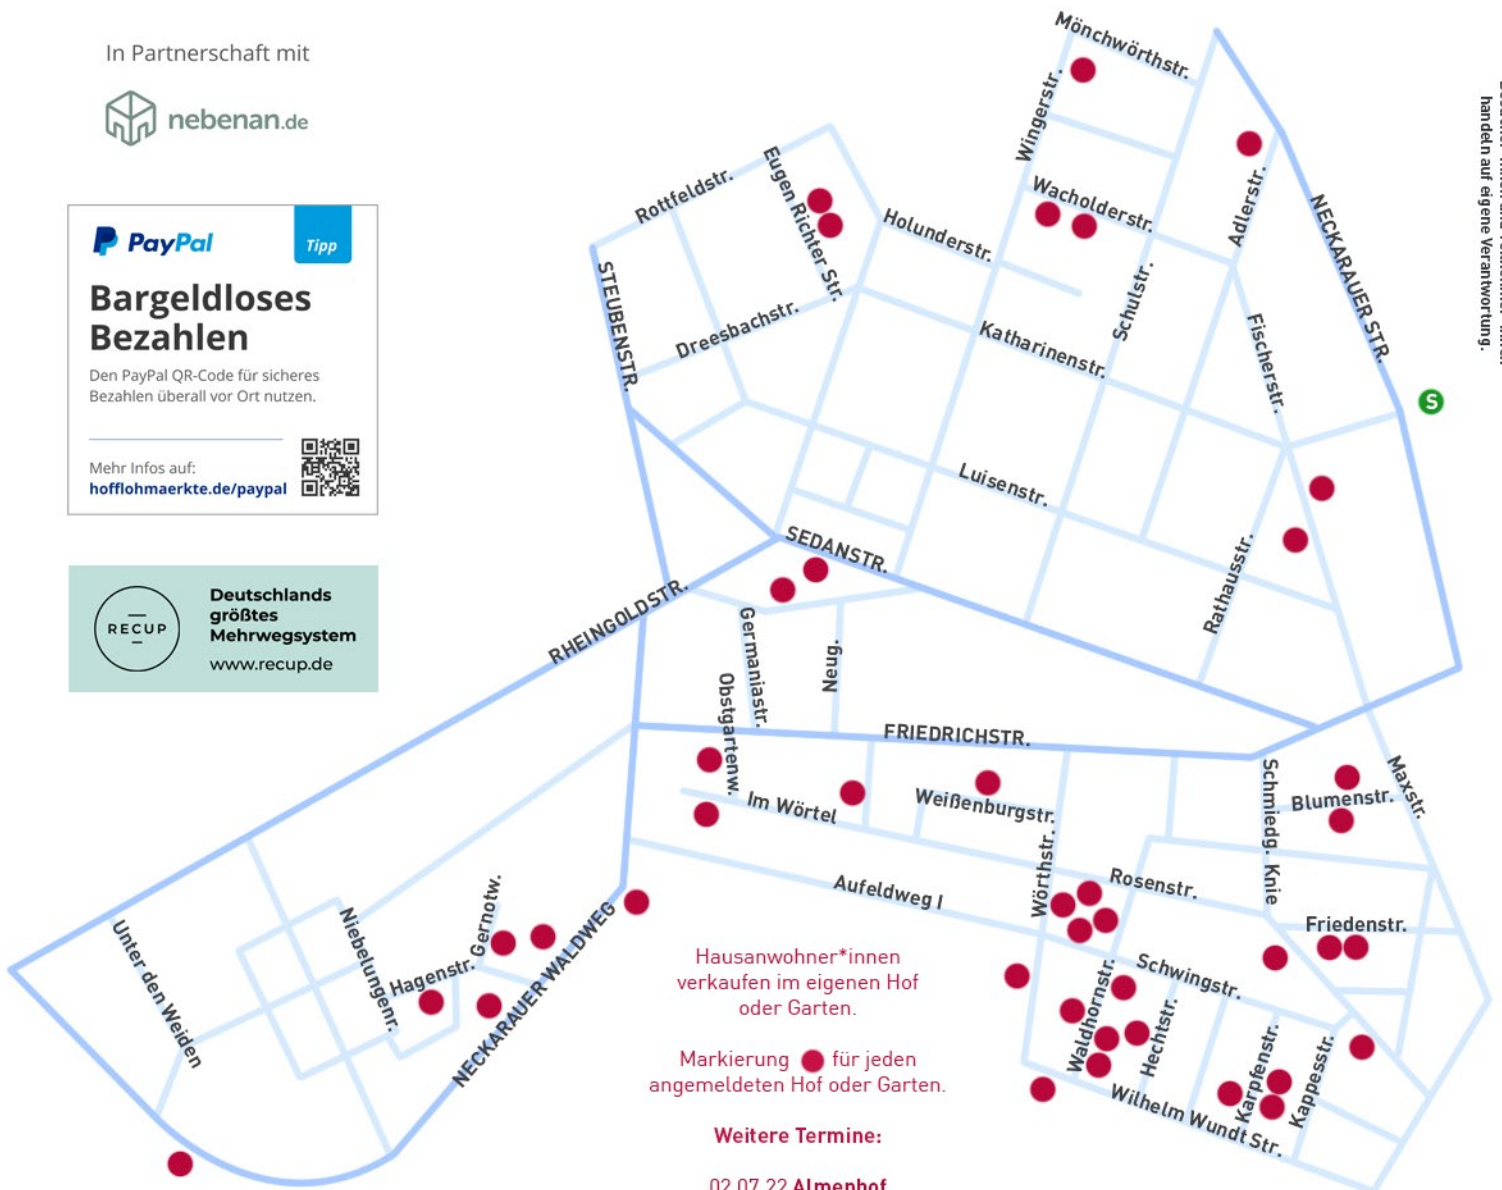 In Partnerschaft mit
nebenan.de
PayPal
Tipp
Bargeldloses
Bezahlen
Den PayPal QR-Code für sicheres
Bezahlen überall vor Ort nutzen.
Mehr Infos auf:
hofflohmaerkte.de/paypal
RECUP
Deutschlands
größtes
Mehrwegsystem
www.recup.de
Mönchwörthstr.
Wingerstr.
Wacholderstr.
Adlerstr.
NECKARAUER STR.
handeln auf eigene Verantwortung.
Rottfeldstr.
Eugen Richter Str.
Holunderstr.
STEUBENSTR.
Dreesbachstr.
Katharinenstr.
Schulstr.
Fischerstr.
S
Luisenstr.
SEDANSTR.
Rathausstr.
RHEINGOLDSTR.
Germaniastr.
Neug.
Obstgartenw.
FRIEDRICHSTR.
Im Wörtel
Weißenburgstr.
Schmiedg.
Knie
Blumenstr.
Maxstr.
Wörthstr.
Rosenstr.
Aufeldweg I
Friedenstr.
Unter den Weiden
Niebelungenr.
Hagenstr.
Gernotw.
NECKARAUER WALDWEG
Schwingstr.
Waldhornstr.
Hechtstr.
Karpfenstr.
Kappesstr.
Wilhelm Wundt Str.
Hausanwohner*innen
verkaufen im eigenen Hof
oder Garten.
Markierung für jeden
angemeldeten Hof oder Garten.
Weitere Termine:
02.07.22 Almenhof